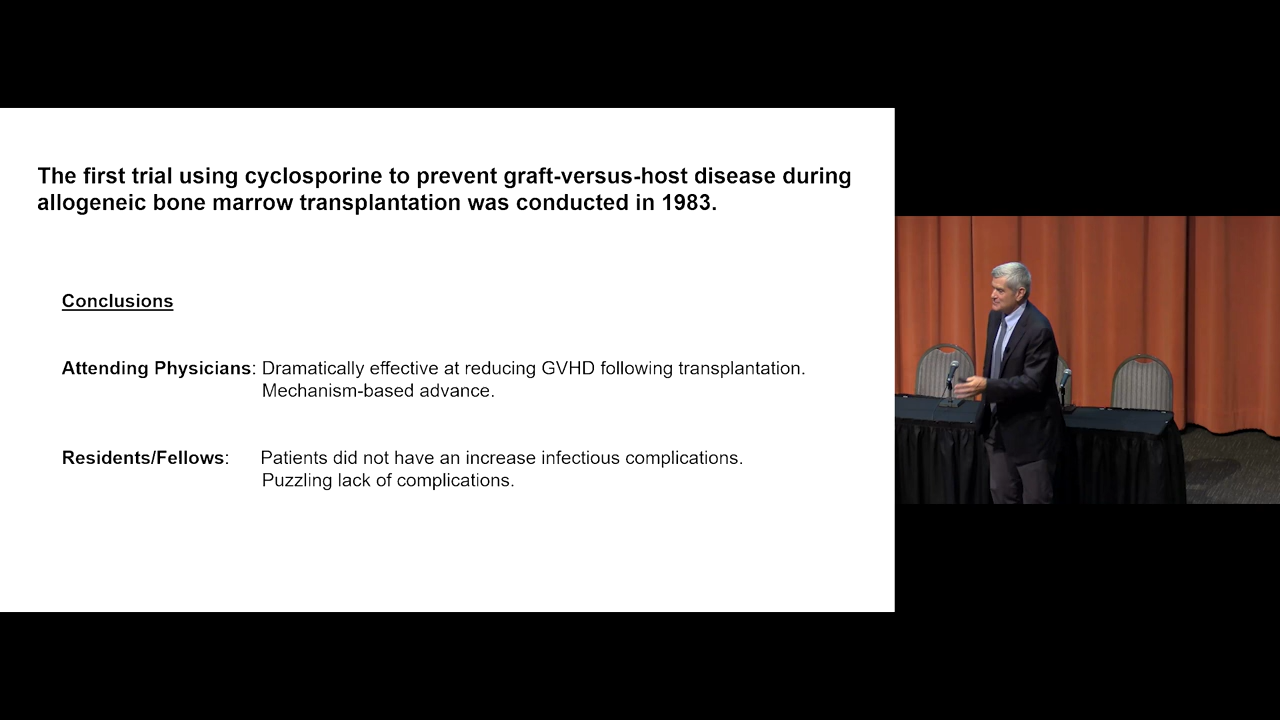 The first trial using cyclosporine to prevent graft-versus-host disease during
allogeneic bone marrow transplantation was conducted in 1983.
Conclusions
Attending Physicians: Dramatically effective at reducing GVHD following transplantation.
Mechanism-based advance.
Residents/Fellows: Patients did not have an increase infectious complications.
Puzzling lack of complications.